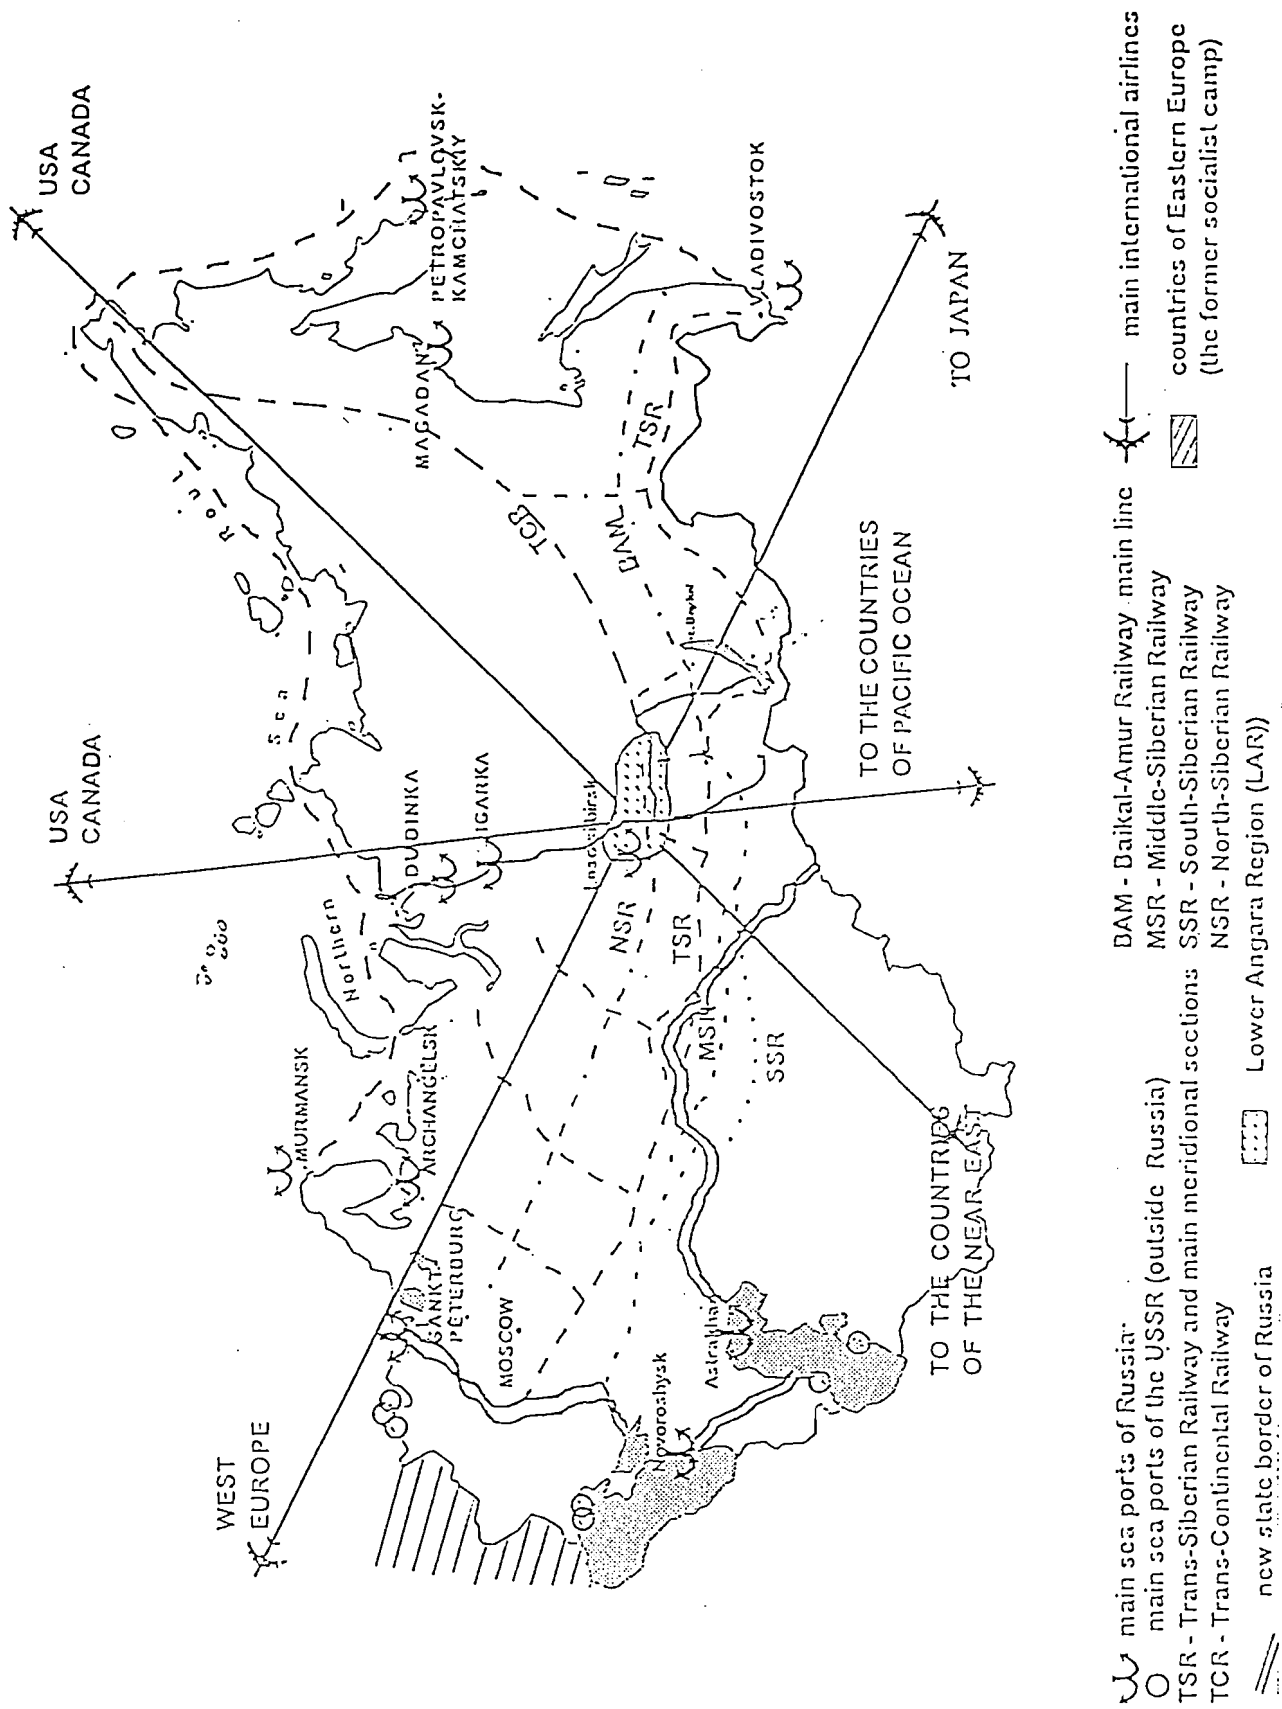 USA
CANADA
USA
CANADA
WEST
EUROPE
Northern
Sea
MURMANSK
ARCHANGELSK
DUDINKA
IGARKA
SANKT
PETERBURG
MOSCOW
MAGADAN
PETROPAVLOVSK-
KAMCHATSKIY
VLADIVOSTOK
NSR
TSR
MSR
SSR
TCR
BAM
TSR
Astrakhan
TO JAPAN
TO THE COUNTRIES
OF PACIFIC OCEAN
TO THE COUNTRIES
OF THE NEAR EAST
main sea ports of Russia
main sea ports of the USSR (outside Russia)
TSR - Trans-Siberian Railway and main meridional sections
TCR - Trans-Continental Railway
new state border of Russia
BAM - Baikal-Amur Railway main line
MSR - Middle-Siberian Railway
SSR - South-Siberian Railway
NSR - North-Siberian Railway
Lower Angara Region (LAR))
main international airlines
countries of Eastern Europe
(the former socialist camp)